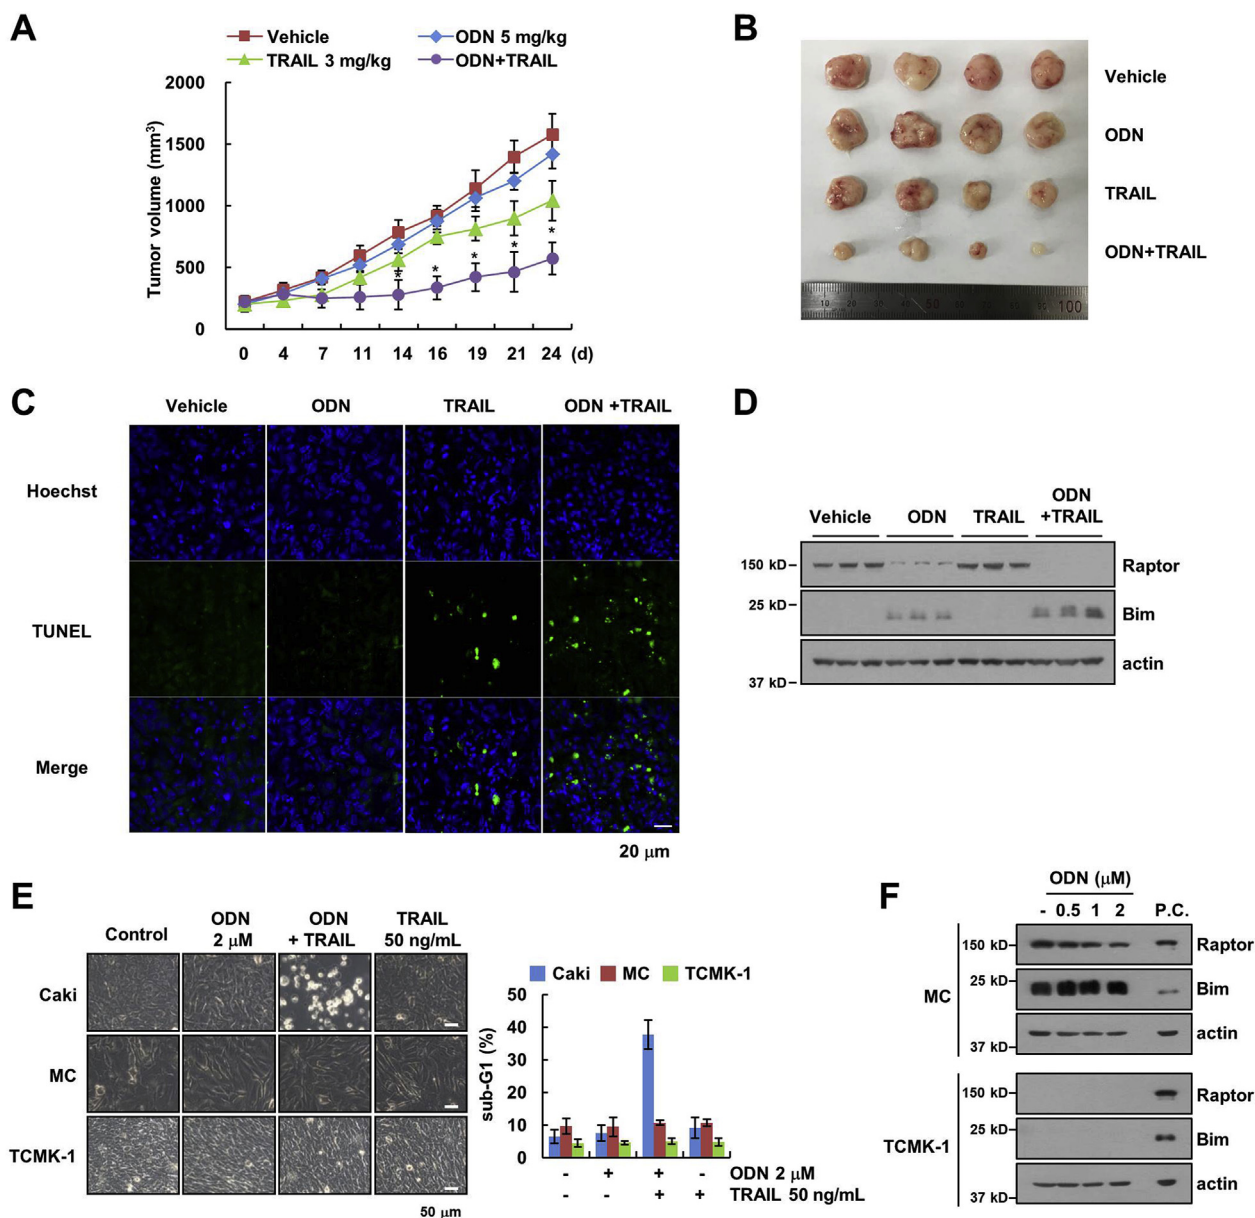 A
Vehicle
ODN 5 mg/kg
TRAIL 3 mg/kg
ODN+TRAIL
Tumor volume (mm³)
2000
1500
1000
500
0
*
*
*
*
*
0 4 7 11 14 16 19 21 24 (d)
B
Vehicle
ODN
TRAIL
ODN+TRAIL
10 20 50 100
C
Vehicle ODN TRAIL ODN +TRAIL
Hoechst
TUNEL
Merge
20 μm
D
Vehicle ODN TRAIL ODN
+TRAIL
150 kD
Raptor
25 kD
Bim
actin
37 kD
E
Control
ODN
2 μM
ODN
+ TRAIL
TRAIL
50 ng/mL
Caki
MC
TCMK-1
50 μm
Caki MC TCMK-1
sub-G1 (%)
50
40
30
20
10
0
- + + - ODN 2 μM
- - + + TRAIL 50 ng/mL
F
ODN (μM)
- 0.5 1 2 P.C.
MC
150 kD
Raptor
25 kD
Bim
actin
37 kD
TCMK-1
150 kD
Raptor
25 kD
Bim
actin
37 kD